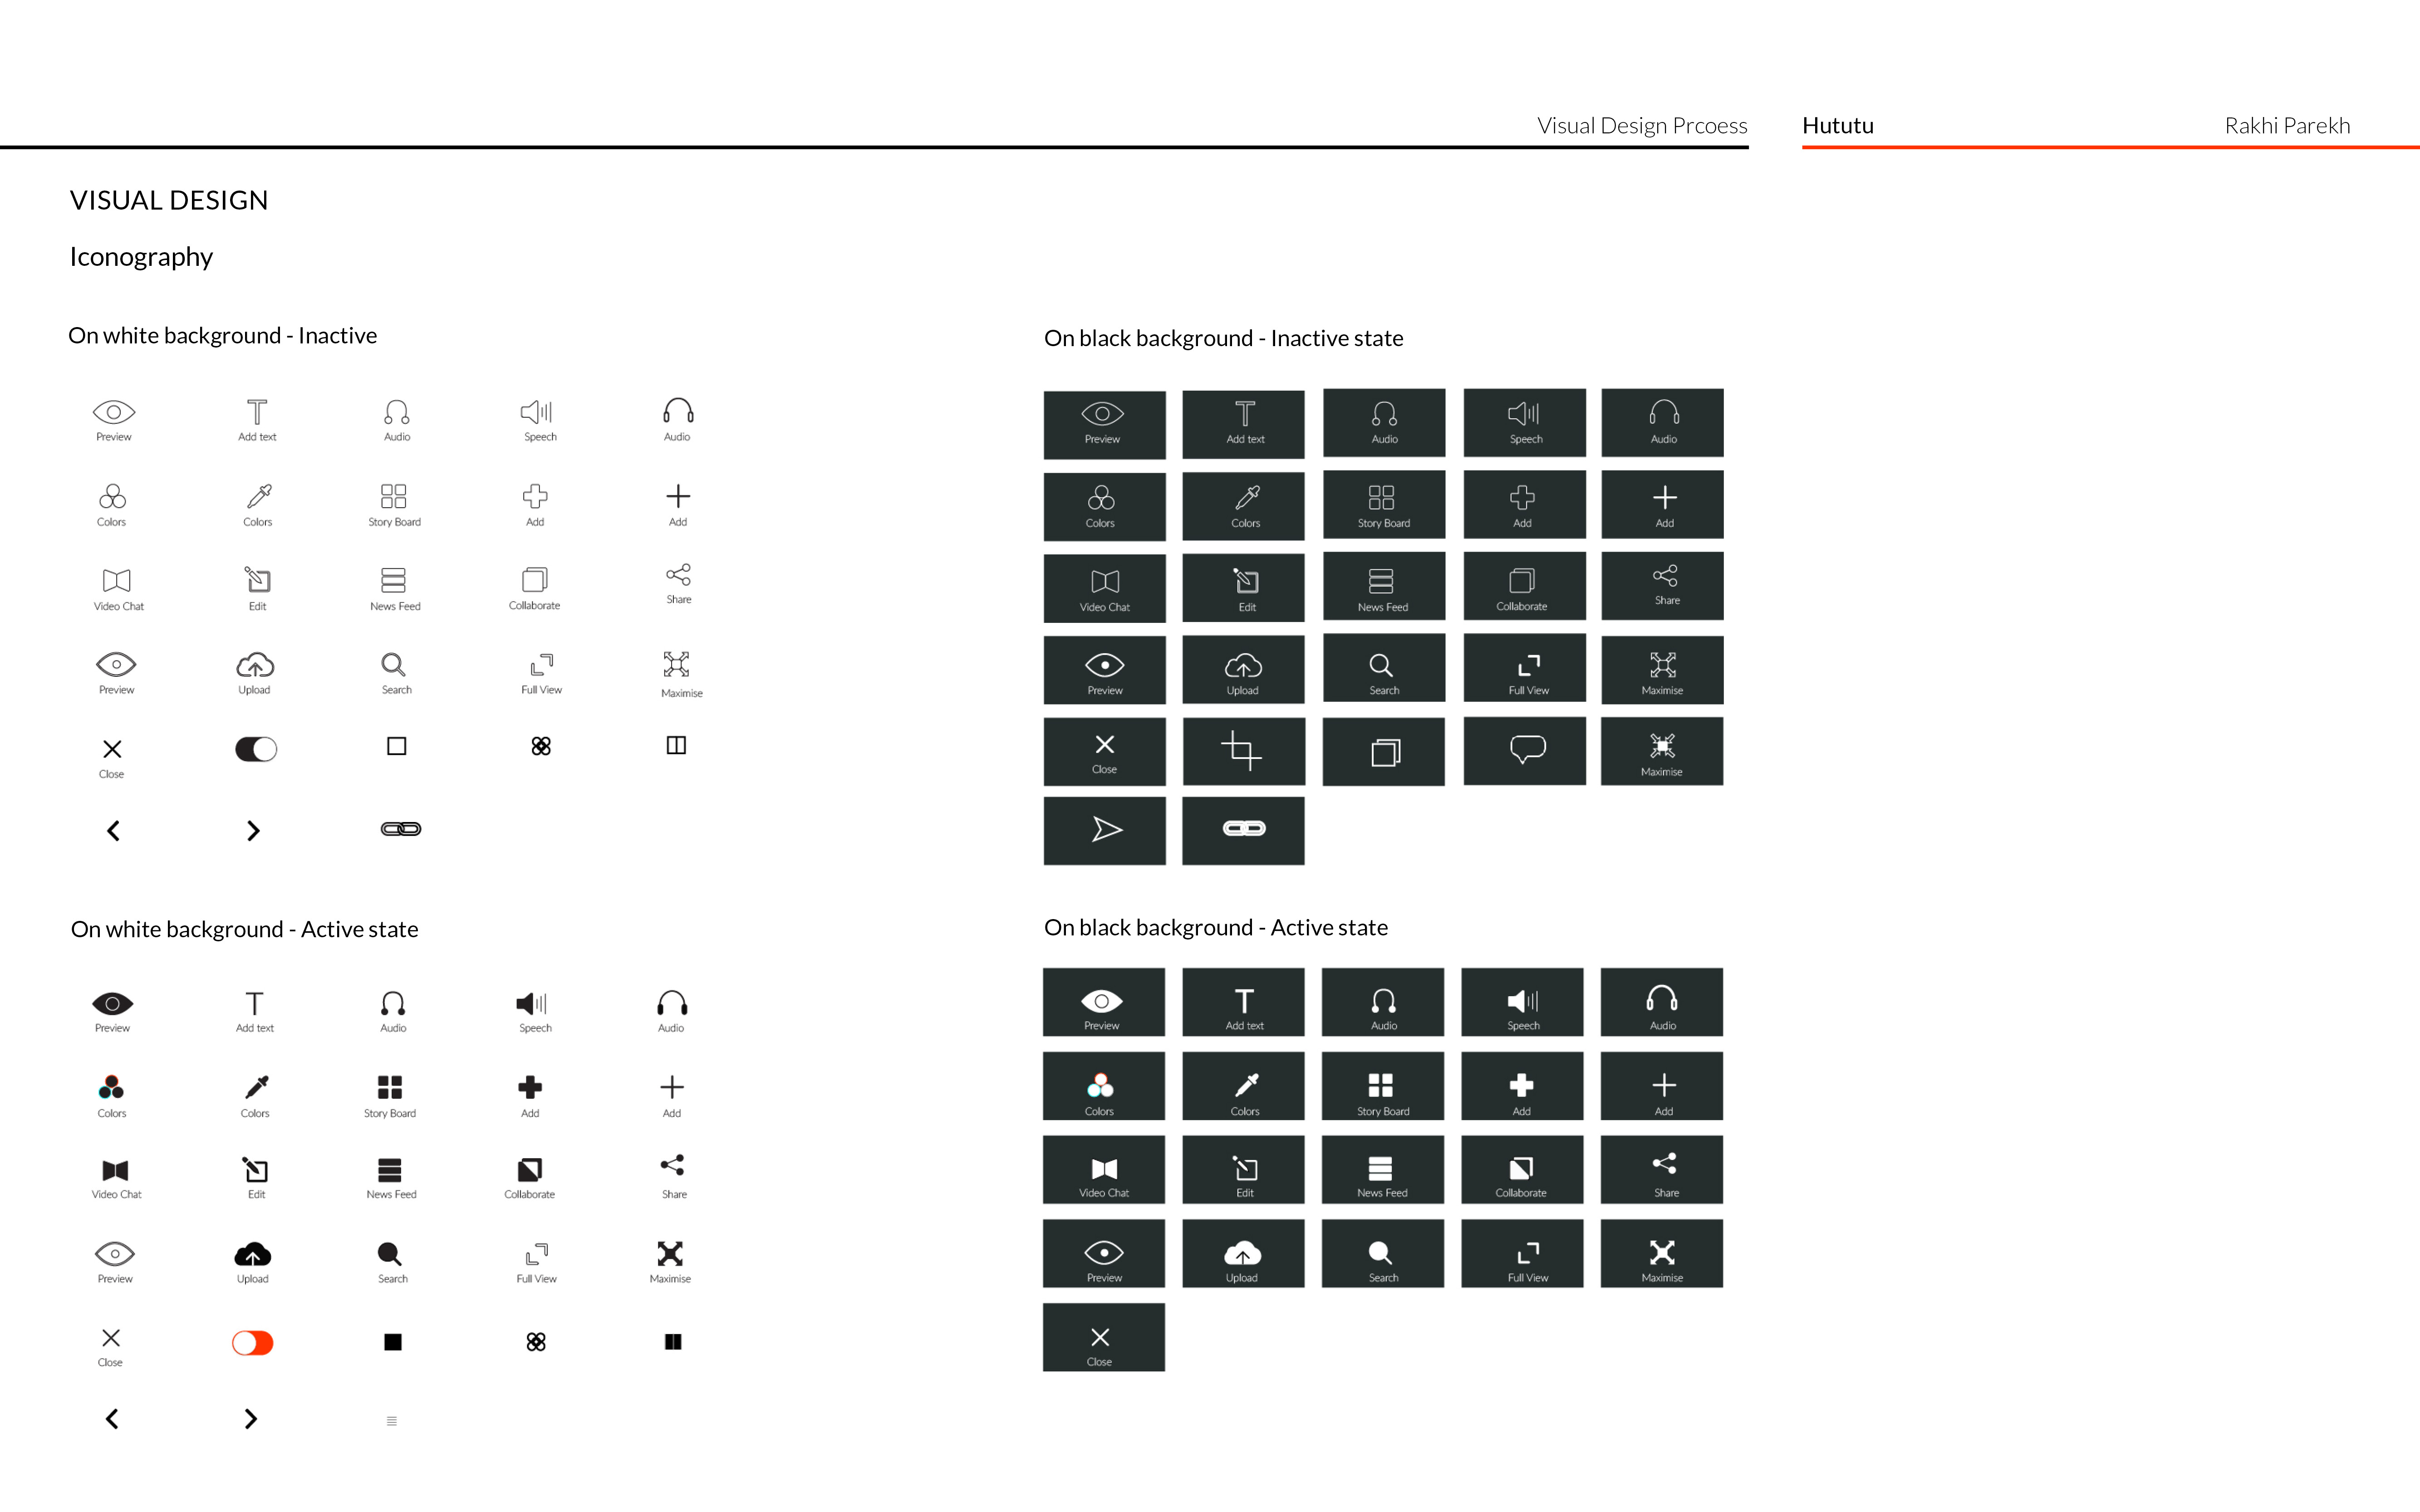 Visual Design Prcoess
Hututu
Rakhi Parekh
VISUAL DESIGN
Iconography
On white background - Inactive
Preview
Add text
Audio
Speech
Audio
Colors
Colors
Story Board
Add
Add
Video Chat
Edit
News Feed
Collaborate
Share
Preview
Upload
Search
Full View
Maximise
Close
On black background - Inactive state
Preview
Add text
Audio
Speech
Audio
Colors
Colors
Story Board
Add
Add
Video Chat
Edit
News Feed
Collaborate
Share
Preview
Upload
Search
Full View
Maximise
Close
Maximise
On white background - Active state
Preview
Add text
Audio
Speech
Audio
Colors
Colors
Story Board
Add
Add
Video Chat
Edit
News Feed
Collaborate
Share
Preview
Upload
Search
Full View
Maximise
Close
On black background - Active state
Preview
Add text
Audio
Speech
Audio
Colors
Colors
Story Board
Add
Add
Video Chat
Edit
News Feed
Collaborate
Share
Preview
Upload
Search
Full View
Maximise
Close